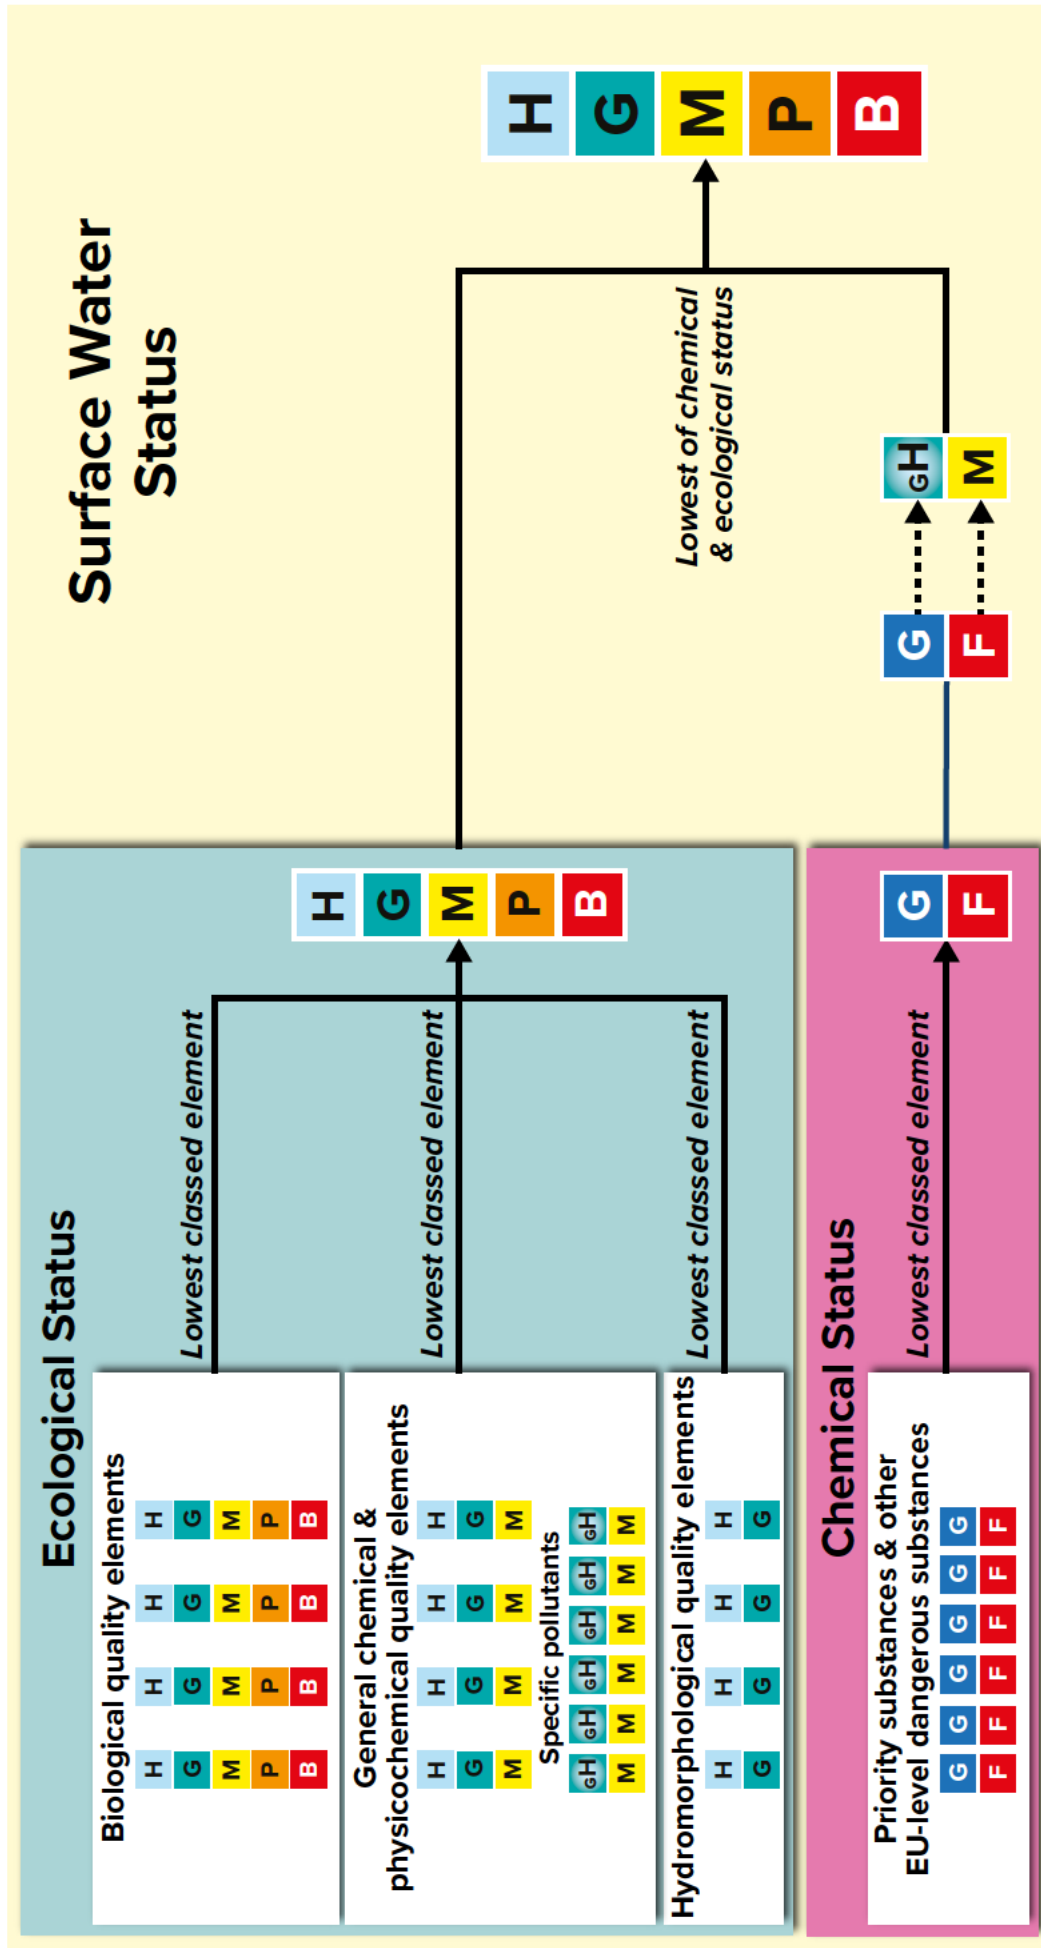 Surface Water
Status
Ecological Status
Biological quality elements
H H H H
G G G G
M M M M
P P P P
B B B B
Lowest classed element
General chemical &
physicochemical quality elements
H H H H
G G G G
M M M M
Specific pollutants
GH GH GH GH GH GH
M M M M M M
Lowest classed element
Hydromorphological quality elements
H H H H
G G G G
Lowest classed element
H
G
M
P
B
Chemical Status
Priority substances & other
EU-level dangerous substances
G G G G G G
F F F F F F
Lowest classed element
G
F
G
F
GH
M
Lowest of chemical
& ecological status
H
G
M
P
B